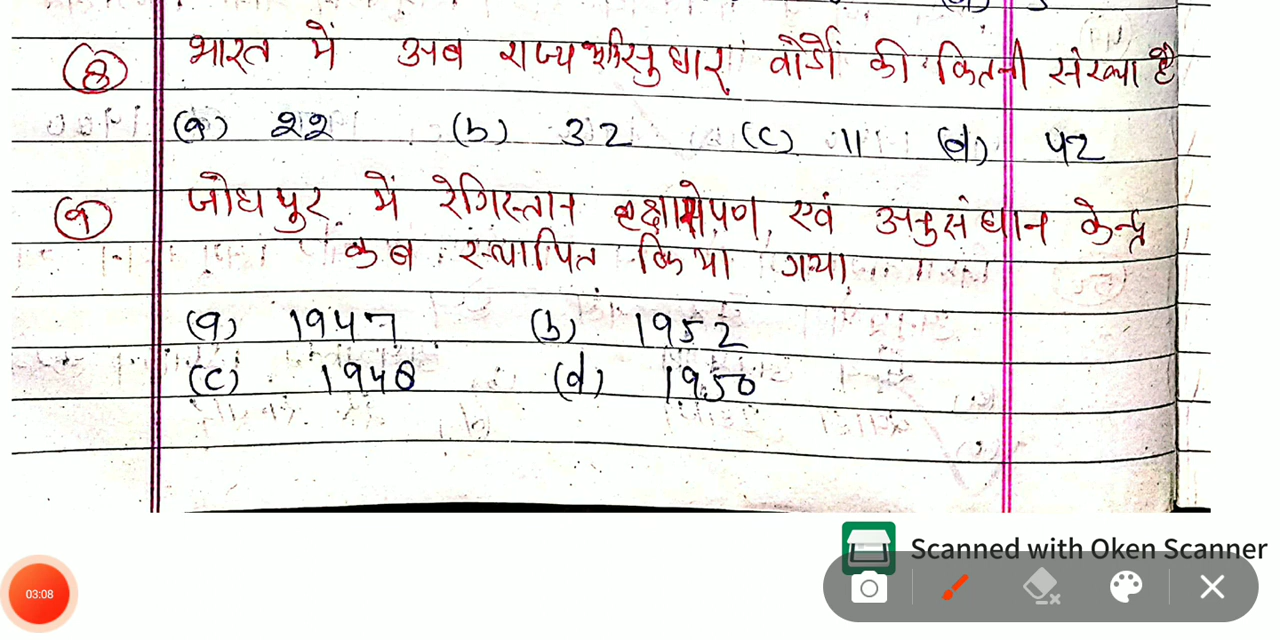 (8) भारत में अब राज्य भूमिसुधार बोर्डो की कितनी संख्या है
(a) 22 (b) 32 (c) 11 (d) 42
(9) जोधपुर में रेगिस्तान वृक्षारोपण, एवं अनुसंधान केन्द्र
कब स्थापित किया गया
(a) 1947 (b) 1952
(c) 1948 (d) 1950
Scanned with Oken Scanner
03:08